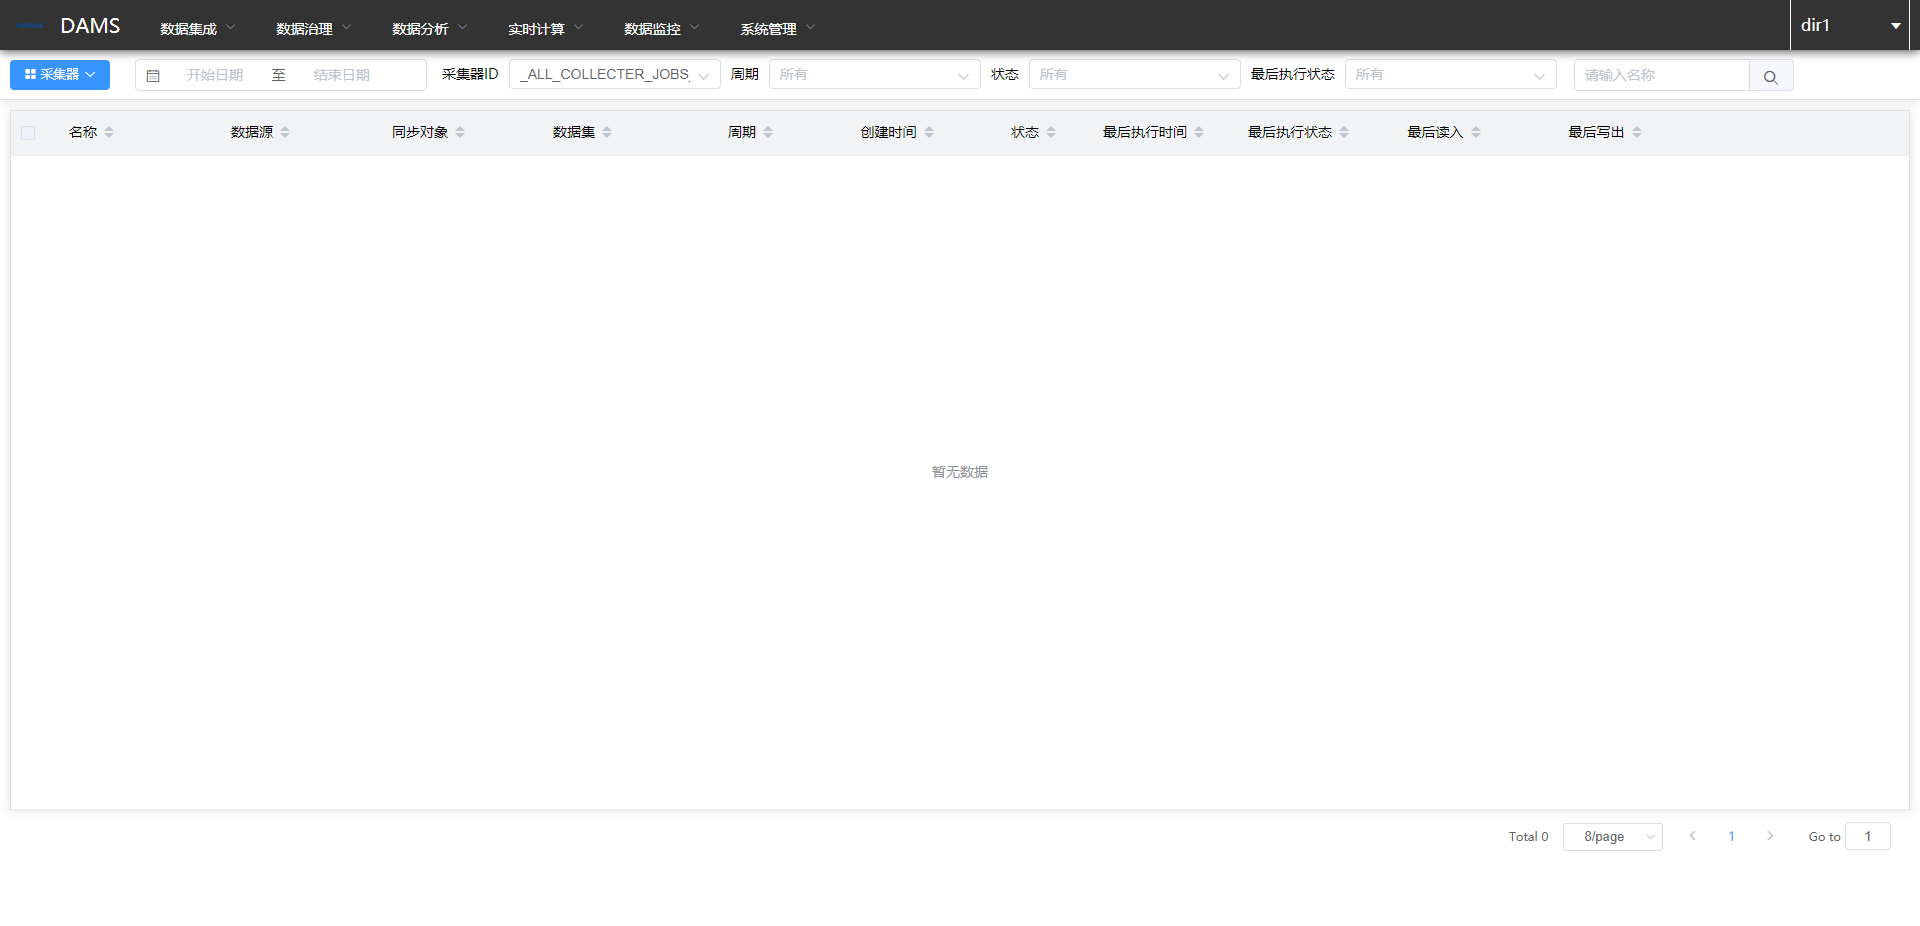 DAMS 数据集成 数据治理 数据分析 实时计算 数据监控 系统管理 dir1
采集器 开始日期 至 结束日期 采集器ID _ALL_COLLECTER_JOBS_ 周期 所有 状态 所有 最后执行状态 所有 请输入名称
名称 数据源 同步对象 数据集 周期 创建时间 状态 最后执行时间 最后执行状态 最后读入 最后写出
暂无数据
Total 0 8/page 1 Go to 1